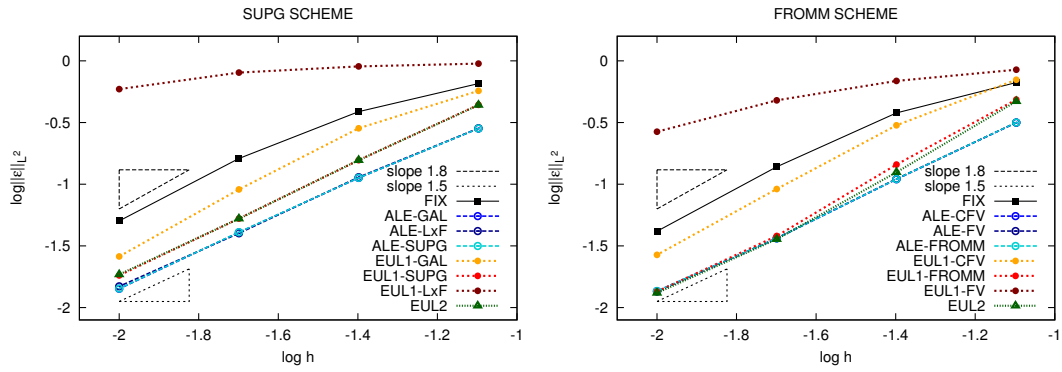 SUPG SCHEME
0
-0.5
-1
-1.5
-2
log||ε||L²
-2
-1.8
-1.6
-1.4
-1.2
-1
log h
slope 1.8
slope 1.5
FIX
ALE-GAL
ALE-LxF
ALE-SUPG
EUL1-GAL
EUL1-SUPG
EUL1-LxF
EUL2
FROMM SCHEME
0
-0.5
-1
-1.5
-2
log||ε||L²
-2
-1.8
-1.6
-1.4
-1.2
-1
log h
slope 1.8
slope 1.5
FIX
ALE-CFV
ALE-FV
ALE-FROMM
EUL1-CFV
EUL1-FROMM
EUL1-FV
EUL2